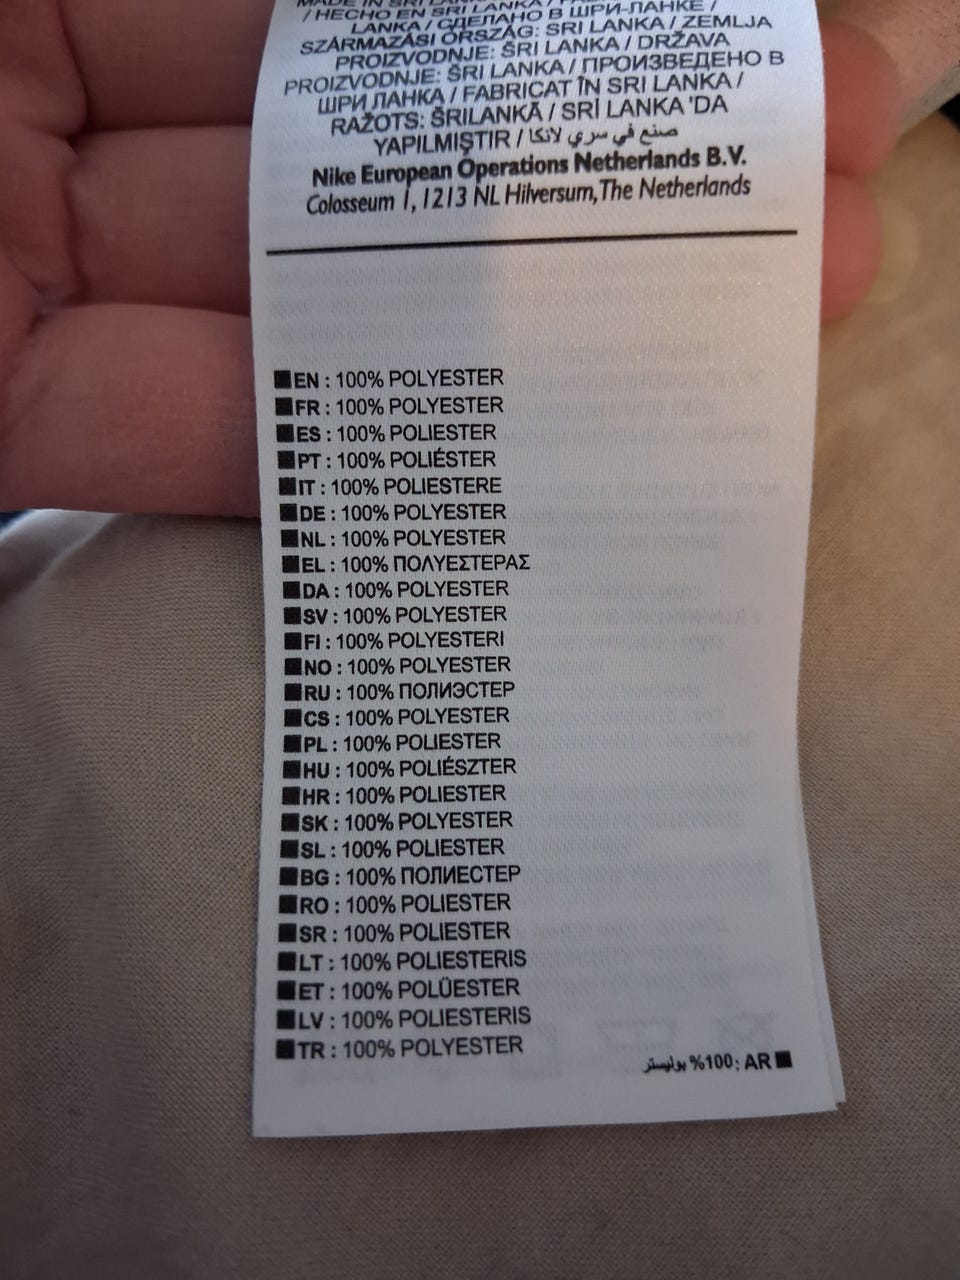 MADE IN SRI LANKA /
/ HECHO EN SRI LANKA /
LANKA / СДЕЛАНО В ШРИ-ЛАНКЕ /
SZÁRMAZÁSI ORSZÁG: SRI LANKA / ZEMLJA
PROIZVODNJE: ŠRI LANKA / DRŽAVA
PROIZVODNJE: ŠRI LANKA / ПРОИЗВЕДЕНО В
ШРИ ЛАНКА / FABRICAT ÎN SRI LANKA /
RAŽOTS: ŠRILANKĀ / SRİ LANKA 'DA
YAPILMIŞTIR / صنع في سري لانكا
Nike European Operations Netherlands B.V.
Colosseum 1, 1213 NL Hilversum, The Netherlands
EN : 100% POLYESTER
FR : 100% POLYESTER
ES : 100% POLIESTER
PT : 100% POLIÉSTER
IT : 100% POLIESTERE
DE : 100% POLYESTER
NL : 100% POLYESTER
EL : 100% ΠΟΛΥΕΣΤΕΡΑΣ
DA : 100% POLYESTER
SV : 100% POLYESTER
FI : 100% POLYESTERI
NO : 100% POLYESTER
RU : 100% ПОЛИЭСТЕР
CS : 100% POLYESTER
PL : 100% POLIESTER
HU : 100% POLIÉSZTER
HR : 100% POLIESTER
SK : 100% POLYESTER
SL : 100% POLIESTER
BG : 100% ПОЛИЕСТЕР
RO : 100% POLIESTER
SR : 100% POLIESTER
LT : 100% POLIESTERIS
ET : 100% POLÜESTER
LV : 100% POLIESTERIS
TR : 100% POLYESTER
AR :100% بوليستر